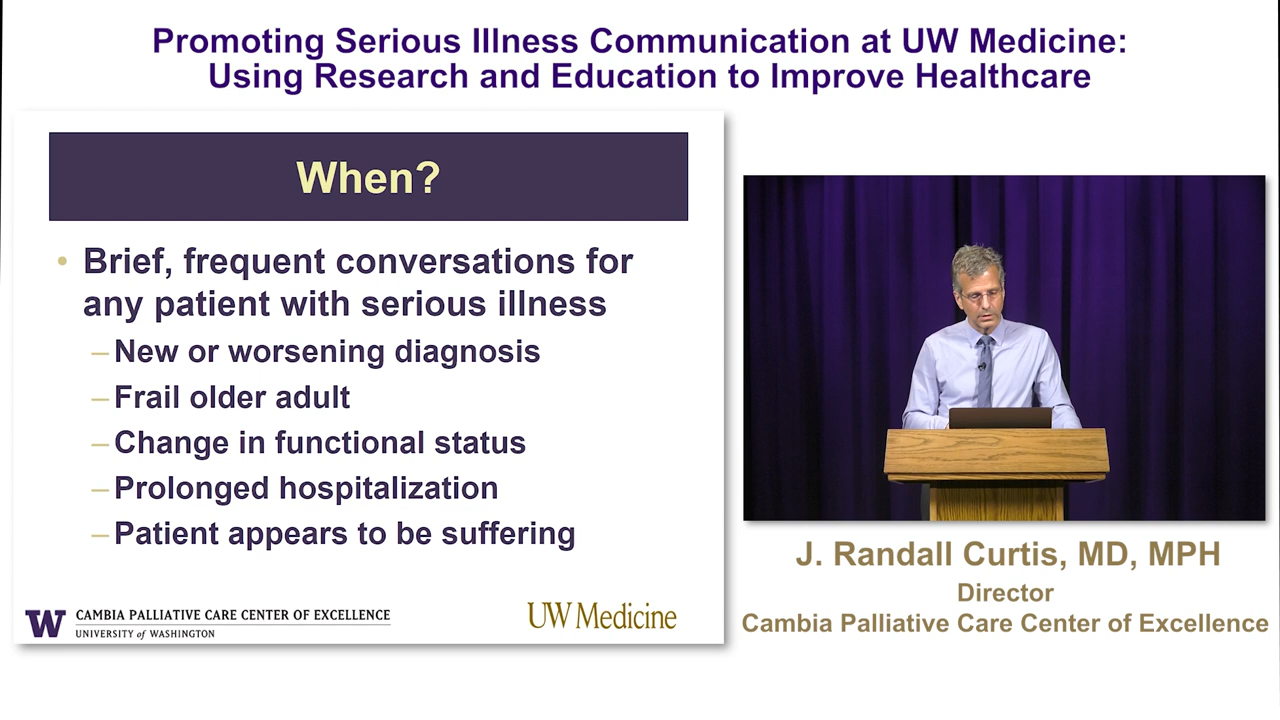 Promoting Serious Illness Communication at UW Medicine:
Using Research and Education to Improve Healthcare
When?
• Brief, frequent conversations for
any patient with serious illness
– New or worsening diagnosis
– Frail older adult
– Change in functional status
– Prolonged hospitalization
– Patient appears to be suffering
W CAMBIA PALLIATIVE CARE CENTER OF EXCELLENCE
UNIVERSITY of WASHINGTON
UW Medicine
J. Randall Curtis, MD, MPH
Director
Cambia Palliative Care Center of Excellence